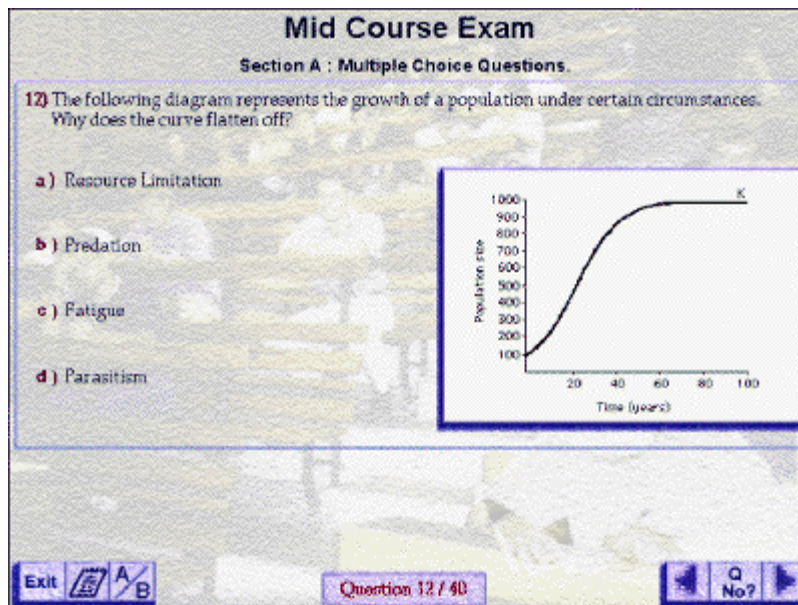 Mid Course Exam
Section A : Multiple Choice Questions.
12) The following diagram represents the growth of a population under certain circumstances.
Why does the curve flatten off?
a ) Resource Limitation
b ) Predation
c ) Fatigue
d ) Parasitism
K
1000
900
800
700
600
500
400
300
200
100
Population size
20 40 60 80 100
Time (years)
Exit
A/B
Question 12 / 40
Q
No?